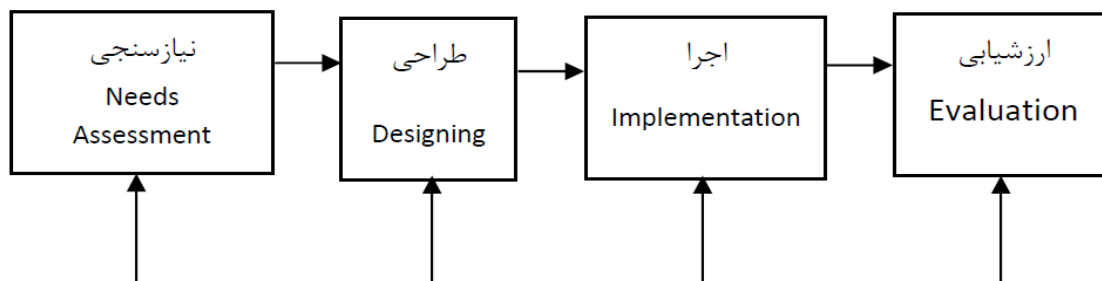 نیازسنجی
Needs
Assessment
طراحی
Designing
اجرا
Implementation
ارزشیابی
Evaluation